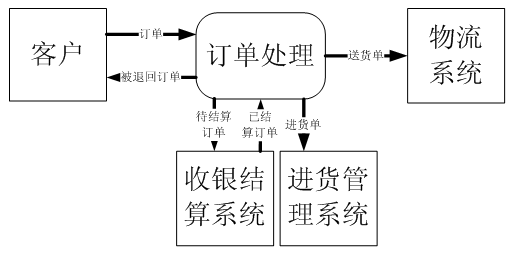 客户
订单
被退回订单
订单处理
送货单
物流
系统
待结算
订单
已结
算订单
进货单
收银结
算系统
进货管
理系统